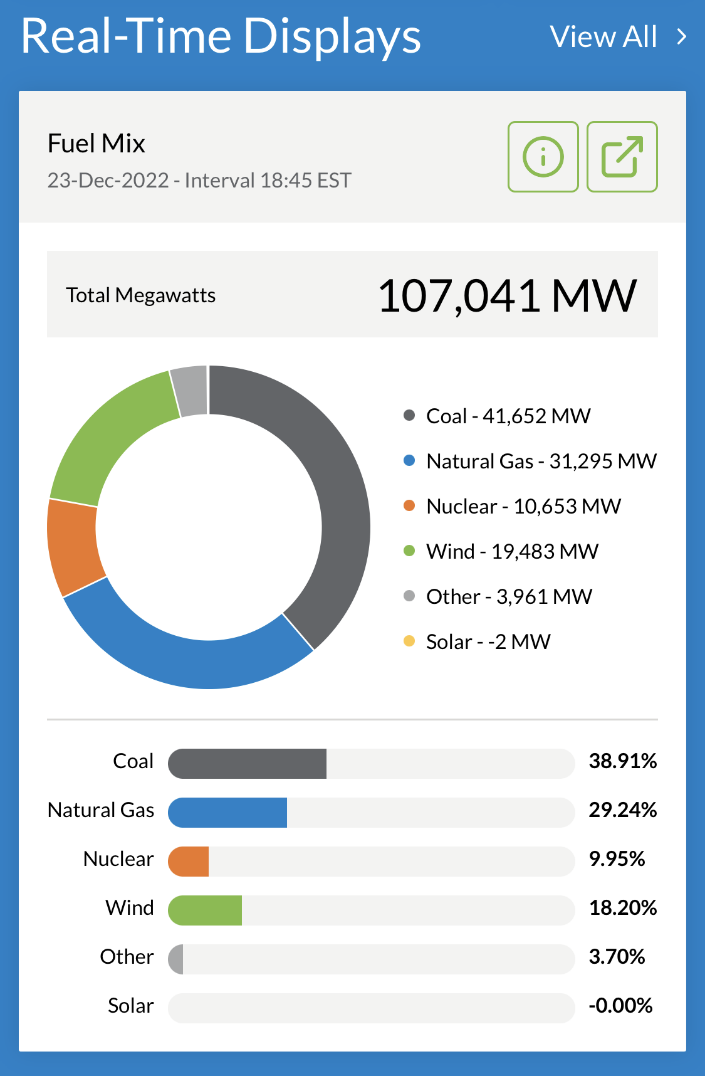 Real-Time Displays
View All
Fuel Mix
23-Dec-2022 - Interval 18:45 EST
Total Megawatts
107,041 MW
Coal - 41,652 MW
Natural Gas - 31,295 MW
Nuclear - 10,653 MW
Wind - 19,483 MW
Other - 3,961 MW
Solar - -2 MW
Coal 38.91%
Natural Gas 29.24%
Nuclear 9.95%
Wind 18.20%
Other 3.70%
Solar -0.00%